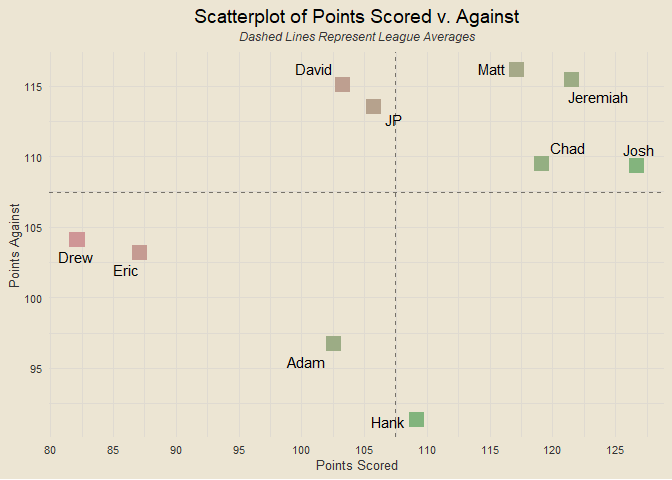 Scatterplot of Points Scored v. Against
Dashed Lines Represent League Averages
David
Matt
Jeremiah
JP
Chad
Josh
Drew
Eric
Adam
Hank
115
110
105
100
95
Points Against
80 85 90 95 100 105 110 115 120 125
Points Scored